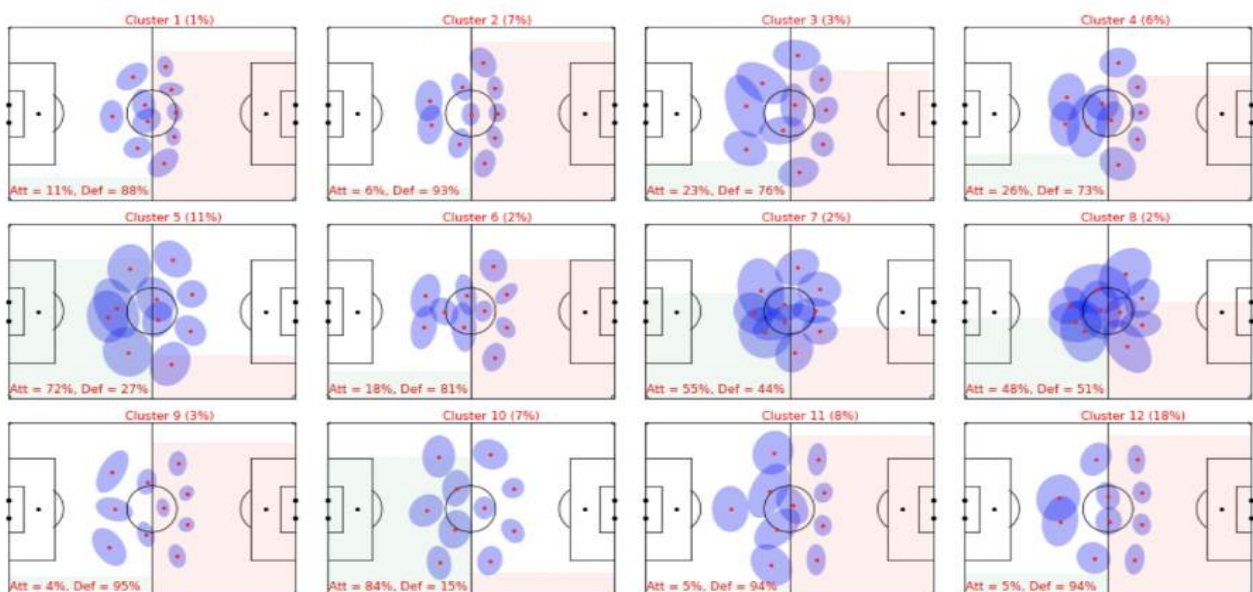 Cluster 1 (1%)
Cluster 2 (7%)
Cluster 3 (3%)
Cluster 4 (6%)
Att = 11%, Def = 88%
Att = 6%, Def = 93%
Att = 23%, Def = 76%
Att = 26%, Def = 73%
Cluster 5 (11%)
Cluster 6 (2%)
Cluster 7 (2%)
Cluster 8 (2%)
Att = 72%, Def = 27%
Att = 18%, Def = 81%
Att = 55%, Def = 44%
Att = 48%, Def = 51%
Cluster 9 (3%)
Cluster 10 (7%)
Cluster 11 (8%)
Cluster 12 (18%)
Att = 4%, Def = 95%
Att = 84%, Def = 15%
Att = 5%, Def = 94%
Att = 5%, Def = 94%